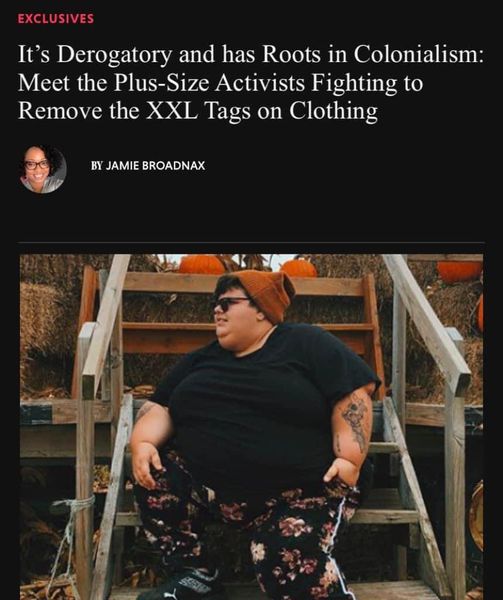 EXCLUSIVES
It's Derogatory and has Roots in Colonialism:
Meet the Plus-Size Activists Fighting to
Remove the XXL Tags on Clothing
BY JAMIE BROADNAX